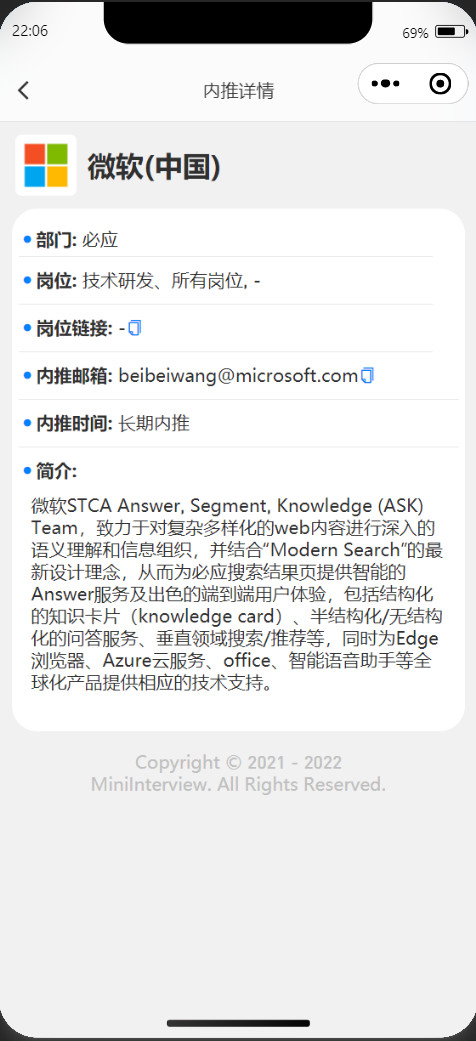 22:06
69%
内推详情
微软(中国)
部门: 必应
岗位: 技术研发、所有岗位, -
岗位链接: -
内推邮箱: beibeiwang@microsoft.com
内推时间: 长期内推
简介:
微软STCA Answer, Segment, Knowledge (ASK)
Team，致力于对复杂多样化的web内容进行深入的
语义理解和信息组织，并结合“Modern Search”的最
新设计理念，从而为必应搜索结果页提供智能的
Answer服务及出色的端到端用户体验，包括结构化
的知识卡片（knowledge card）、半结构化/无结构
化的问答服务、垂直领域搜索/推荐等，同时为Edge
浏览器、Azure云服务、office、智能语音助手等全
球化产品提供相应的技术支持。
Copyright © 2021 - 2022
MiniInterview. All Rights Reserved.